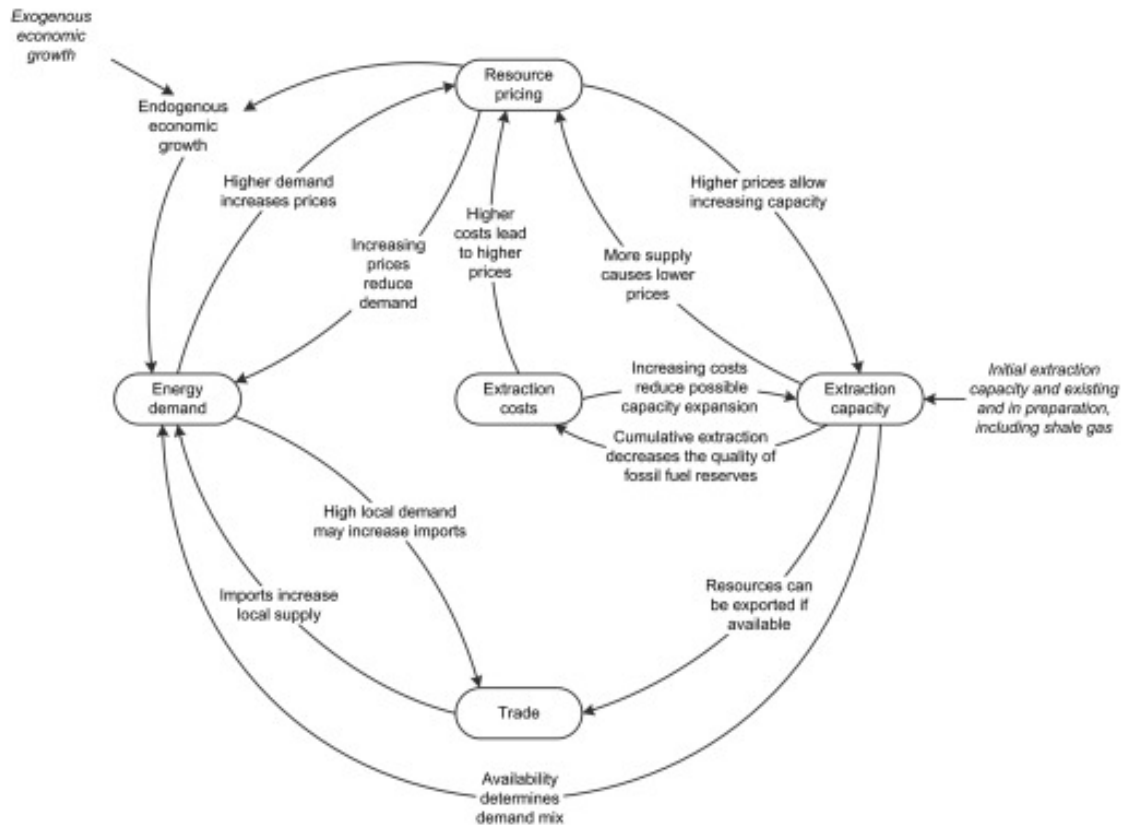 Exogenous
economic
growth
Resource
pricing
Endogenous
economic
growth
Higher demand
increases prices
Higher prices allow
increasing capacity
Higher
costs lead
to higher
prices
Increasing
prices
reduce
demand
More supply
causes lower
prices
Energy
demand
Extraction
costs
Increasing costs
reduce possible
capacity expansion
Extraction
capacity
Initial extraction
capacity and existing
and in preparation,
including shale gas
Cumulative extraction
decreases the quality of
fossil fuel reserves
High local demand
may increase imports
Imports increase
local supply
Resources can
be exported if
available
Trade
Availability
determines
demand mix